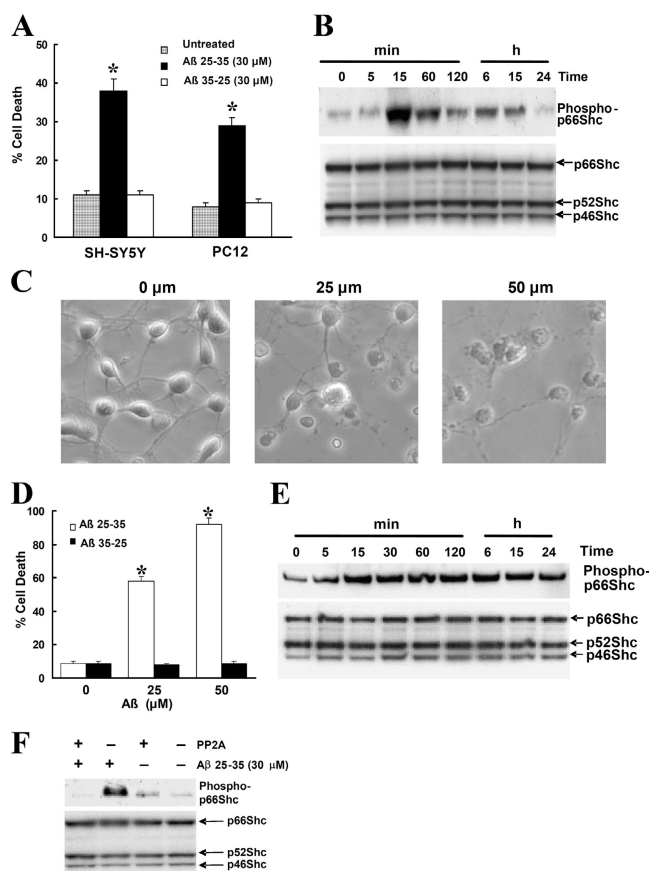 A
% Cell Death
50
40
30
20
10
0
Untreated
Aß 25-35 (30 µM)
Aß 35-25 (30 µM)
*
*
SH-SY5Y
PC12
B
min
h
0 5 15 60 120 6 15 24 Time
Phospho-
p66Shc
p66Shc
p52Shc
p46Shc
C
0 µm
25 µm
50 µm
D
% Cell Death
100
80
60
40
20
0
Aß 25-35
Aß 35-25
*
*
0
25
50
Aß (µM)
E
min
h
0 5 15 30 60 120 6 15 24 Time
Phospho-
p66Shc
p66Shc
p52Shc
p46Shc
F
+ – + – PP2A
+ + – – Aβ 25-35 (30 µM)
Phospho-
p66Shc
p66Shc
p52Shc
p46Shc